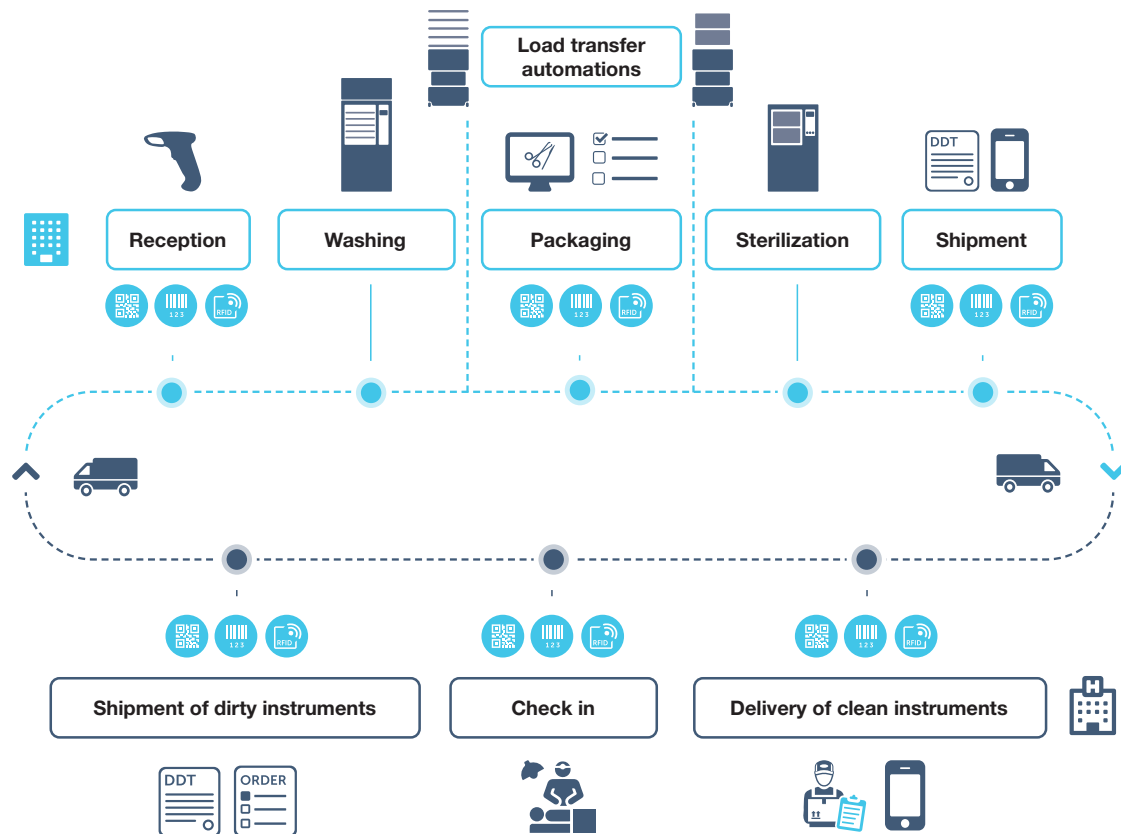 Load transfer
automations
DDT
Reception
Washing
Packaging
Sterilization
Shipment
123
RFID
123
RFID
123
RFID
123
RFID
123
RFID
123
RFID
Shipment of dirty instruments
Check in
Delivery of clean instruments
H
DDT
ORDER